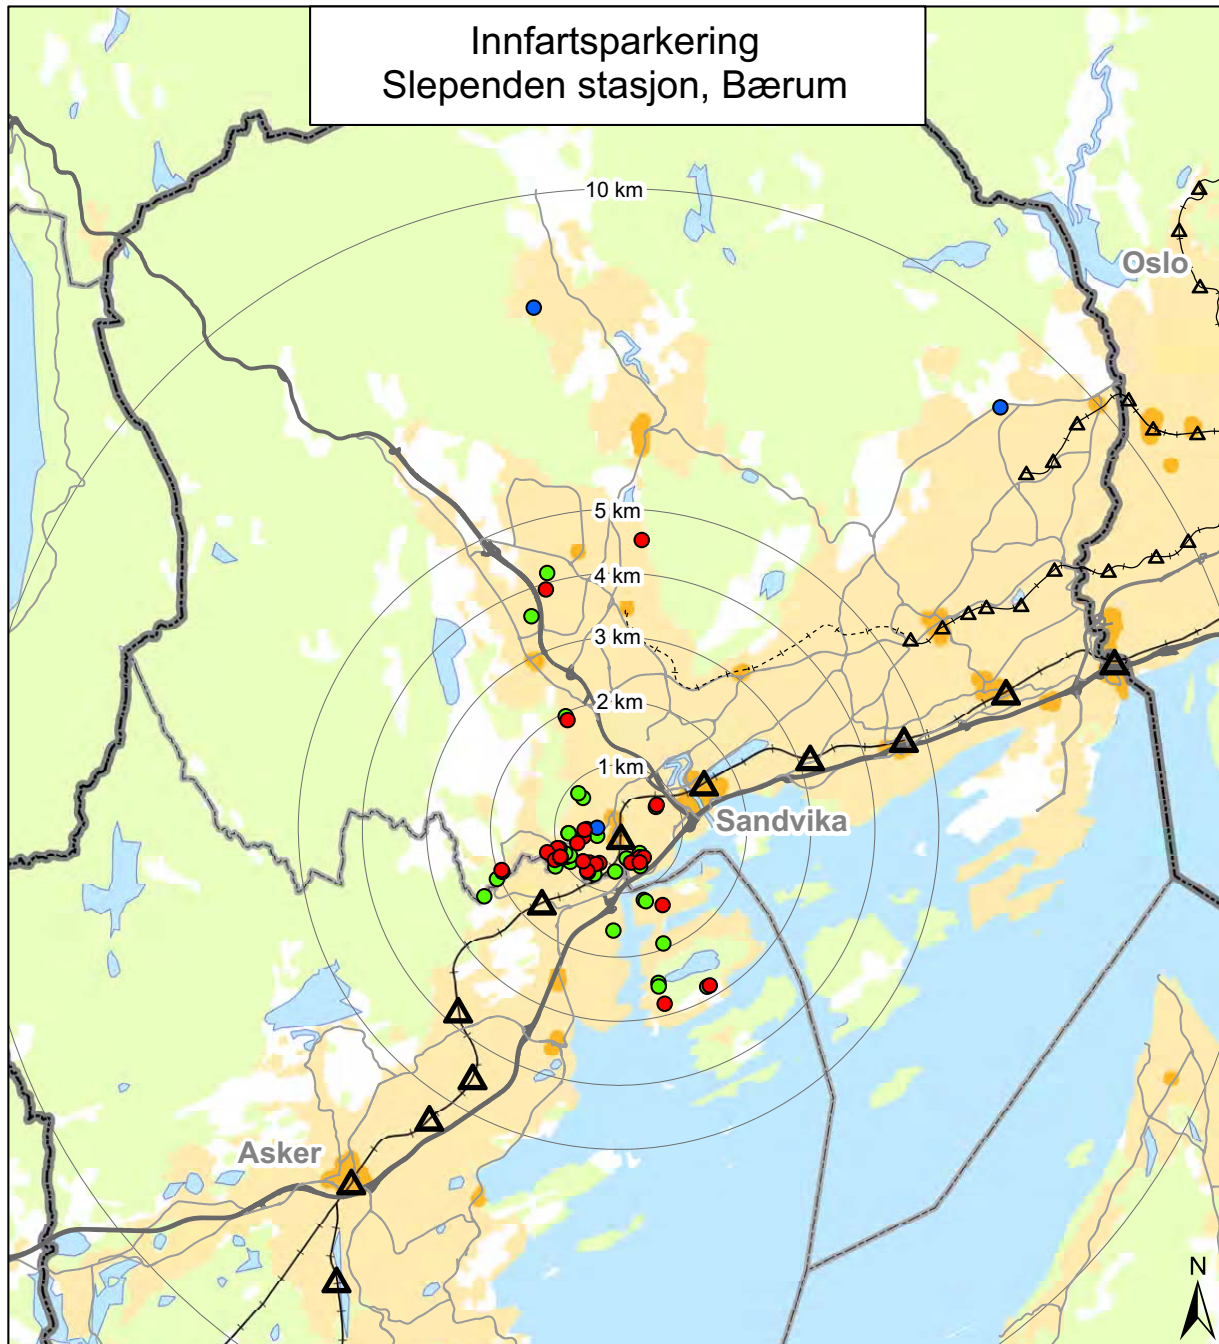 Innfartsparkering
Slependen stasjon, Bærum
10 km
Oslo
5 km
4 km
3 km
2 km
1 km
Sandvika
Asker
N